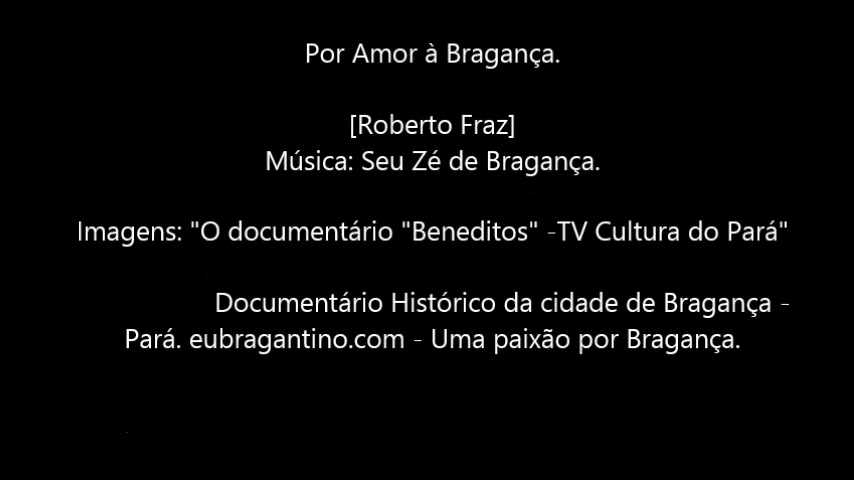 Por Amor à Bragança.
[Roberto Fraz]
Música: Seu Zé de Bragança.
Imagens: "O documentário "Beneditos" -TV Cultura do Pará"
Documentário Histórico da cidade de Bragança -
Pará. eubragantino.com - Uma paixão por Bragança.